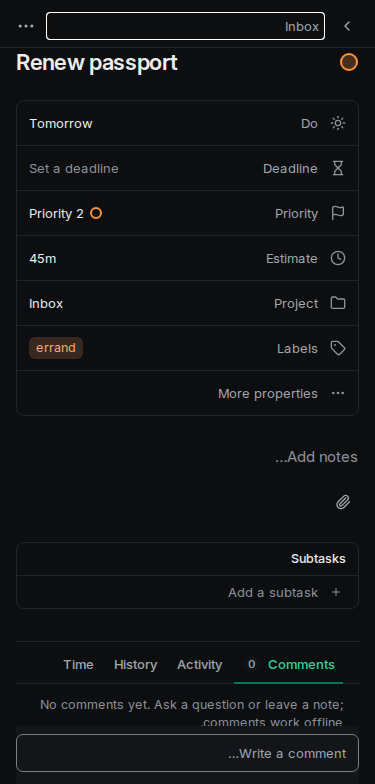 Inbox
Renew passport
Do Tomorrow
Deadline Set a deadline
Priority Priority 2
Estimate 45m
Project Inbox
Labels errand
More properties
Add notes...
Subtasks
Add a subtask
Comments 0 Activity History Time
No comments yet. Ask a question or leave a note;
comments work offline.
Write a comment...